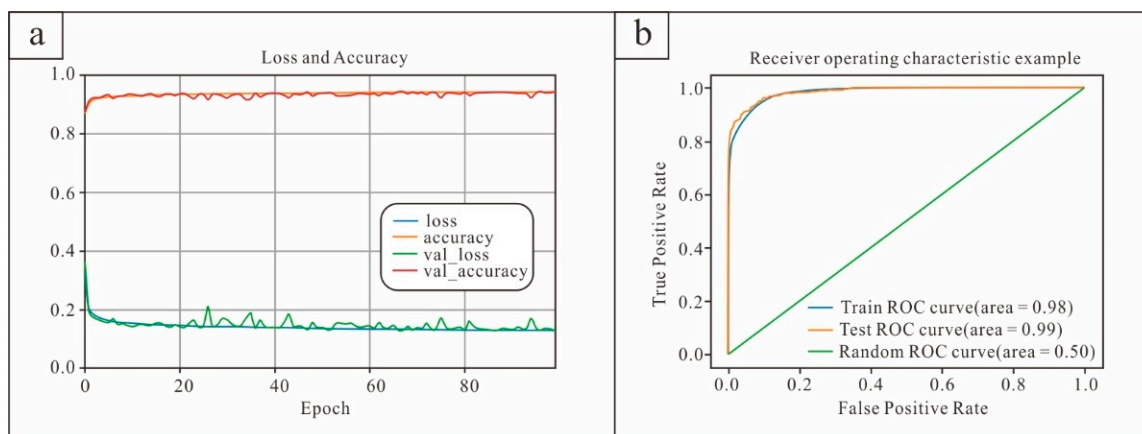 a
Loss and Accuracy
1.0
0.8
0.6
0.4
0.2
0.0
loss
accuracy
val_loss
val_accuracy
0 20 40 60 80
Epoch
b
Receiver operating characteristic example
True Positive Rate
1.0
0.8
0.6
0.4
0.2
0.0
Train ROC curve(area = 0.98)
Test ROC curve(area = 0.99)
Random ROC curve(area = 0.50)
0.0 0.2 0.4 0.6 0.8 1.0
False Positive Rate